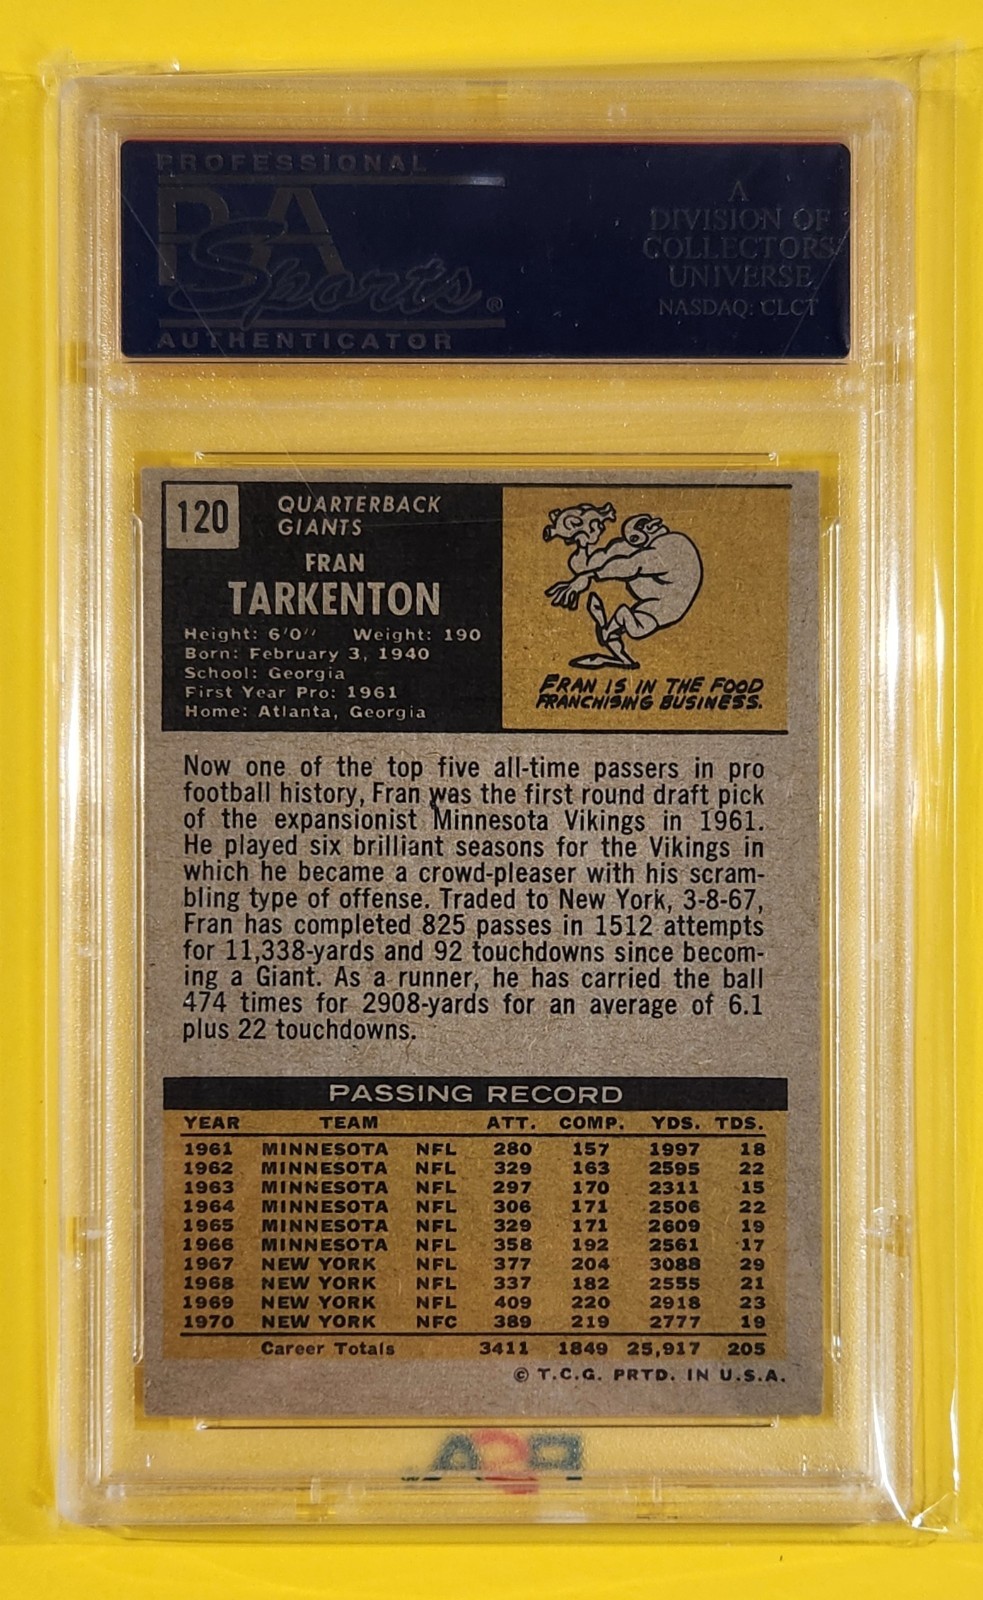 PROFESSIONAL
PSA
Sports®
AUTHENTICATOR
A
DIVISION OF
COLLECTORS
UNIVERSE
NASDAQ: CLCT
120
QUARTERBACK
GIANTS
FRAN
TARKENTON
Height: 6'0" Weight: 190
Born: February 3, 1940
School: Georgia
First Year Pro: 1961
Home: Atlanta, Georgia
FRAN IS IN THE FOOD
FRANCHISING BUSINESS.
Now one of the top five all-time passers in pro
football history, Fran was the first round draft pick
of the expansionist Minnesota Vikings in 1961.
He played six brilliant seasons for the Vikings in
which he became a crowd-pleaser with his scram-
bling type of offense. Traded to New York, 3-8-67,
Fran has completed 825 passes in 1512 attempts
for 11,338-yards and 92 touchdowns since becom-
ing a Giant. As a runner, he has carried the ball
474 times for 2908-yards for an average of 6.1
plus 22 touchdowns.
PASSING RECORD
YEAR TEAM ATT. COMP. YDS. TDS.
1961 MINNESOTA NFL 280 157 1997 18
1962 MINNESOTA NFL 329 163 2595 22
1963 MINNESOTA NFL 297 170 2311 15
1964 MINNESOTA NFL 306 171 2506 22
1965 MINNESOTA NFL 329 171 2609 19
1966 MINNESOTA NFL 358 192 2561 17
1967 NEW YORK NFL 377 204 3088 29
1968 NEW YORK NFL 337 182 2555 21
1969 NEW YORK NFL 409 220 2918 23
1970 NEW YORK NFC 389 219 2777 19
Career Totals 3411 1849 25,917 205
© T.C.G. PRTD. IN U.S.A.
PSA